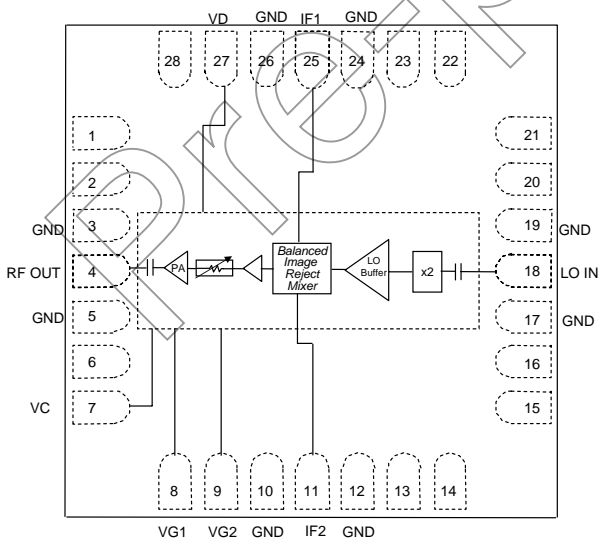 VD GND IF1 GND
28 27 26 25 24 23 22
1 21
2 20
GND 3 19 GND
RF OUT 4 PA Balanced Image Reject Mixer LO Buffer x2 18 LO IN
GND 5 17 GND
6 16
VC 7 15
8 9 10 11 12 13 14
VG1 VG2 GND IF2 GND
Pre-p